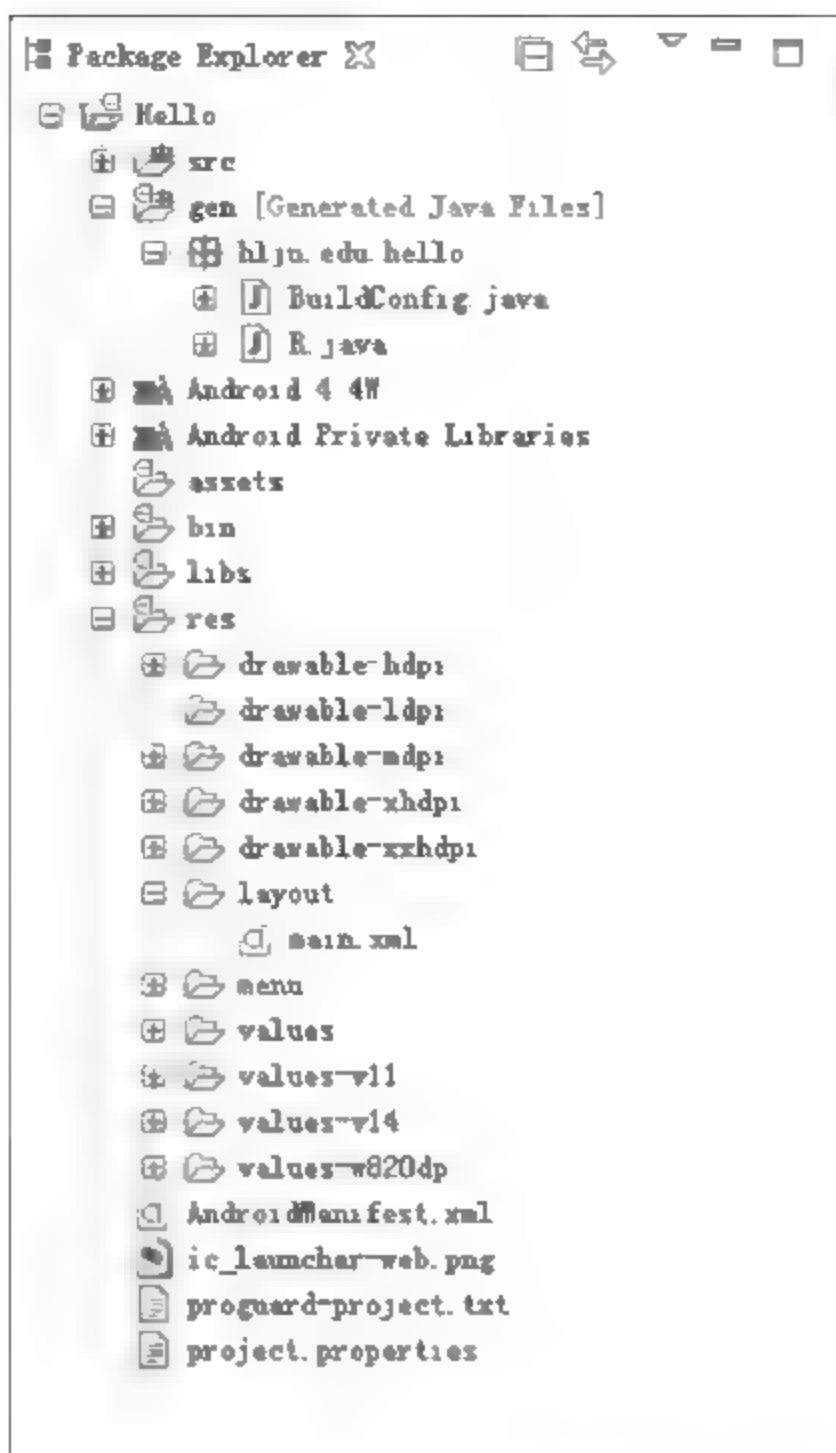 Package Explorer
Hello
src
gen [Generated Java Files]
hlju.edu.hello
BuildConfig.java
R.java
Android 4.4W
Android Private Libraries
assets
bin
libs
res
drawable-hdpi
drawable-ldpi
drawable-mdpi
drawable-xhdpi
drawable-xxhdpi
layout
main.xml
menu
values
values-v11
values-v14
values-w820dp
AndroidManifest.xml
ic_launcher-web.png
proguard-project.txt
project.properties